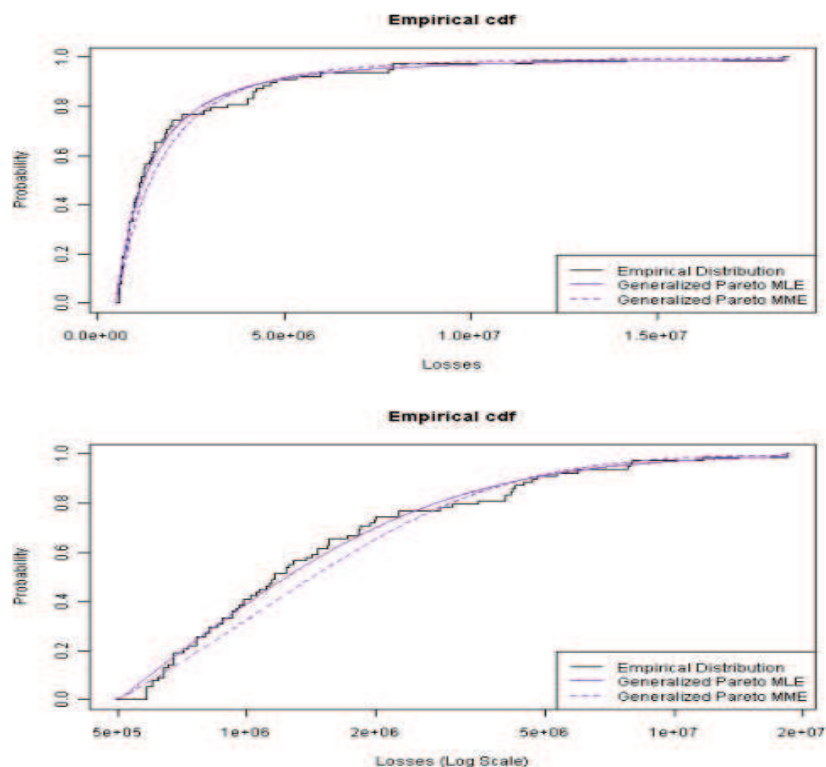 Empirical cdf
Probability
1.0
0.8
0.6
0.4
0.2
0.0
Empirical Distribution
Generalized Pareto MLE
Generalized Pareto MME
0.0e+00 5.0e+06 1.0e+07 1.5e+07
Losses
Empirical cdf
Probability
1.0
0.8
0.6
0.4
0.2
0.0
Empirical Distribution
Generalized Pareto MLE
Generalized Pareto MME
5e+05 1e+06 2e+06 5e+06 1e+07 2e+07
Losses (Log Scale)